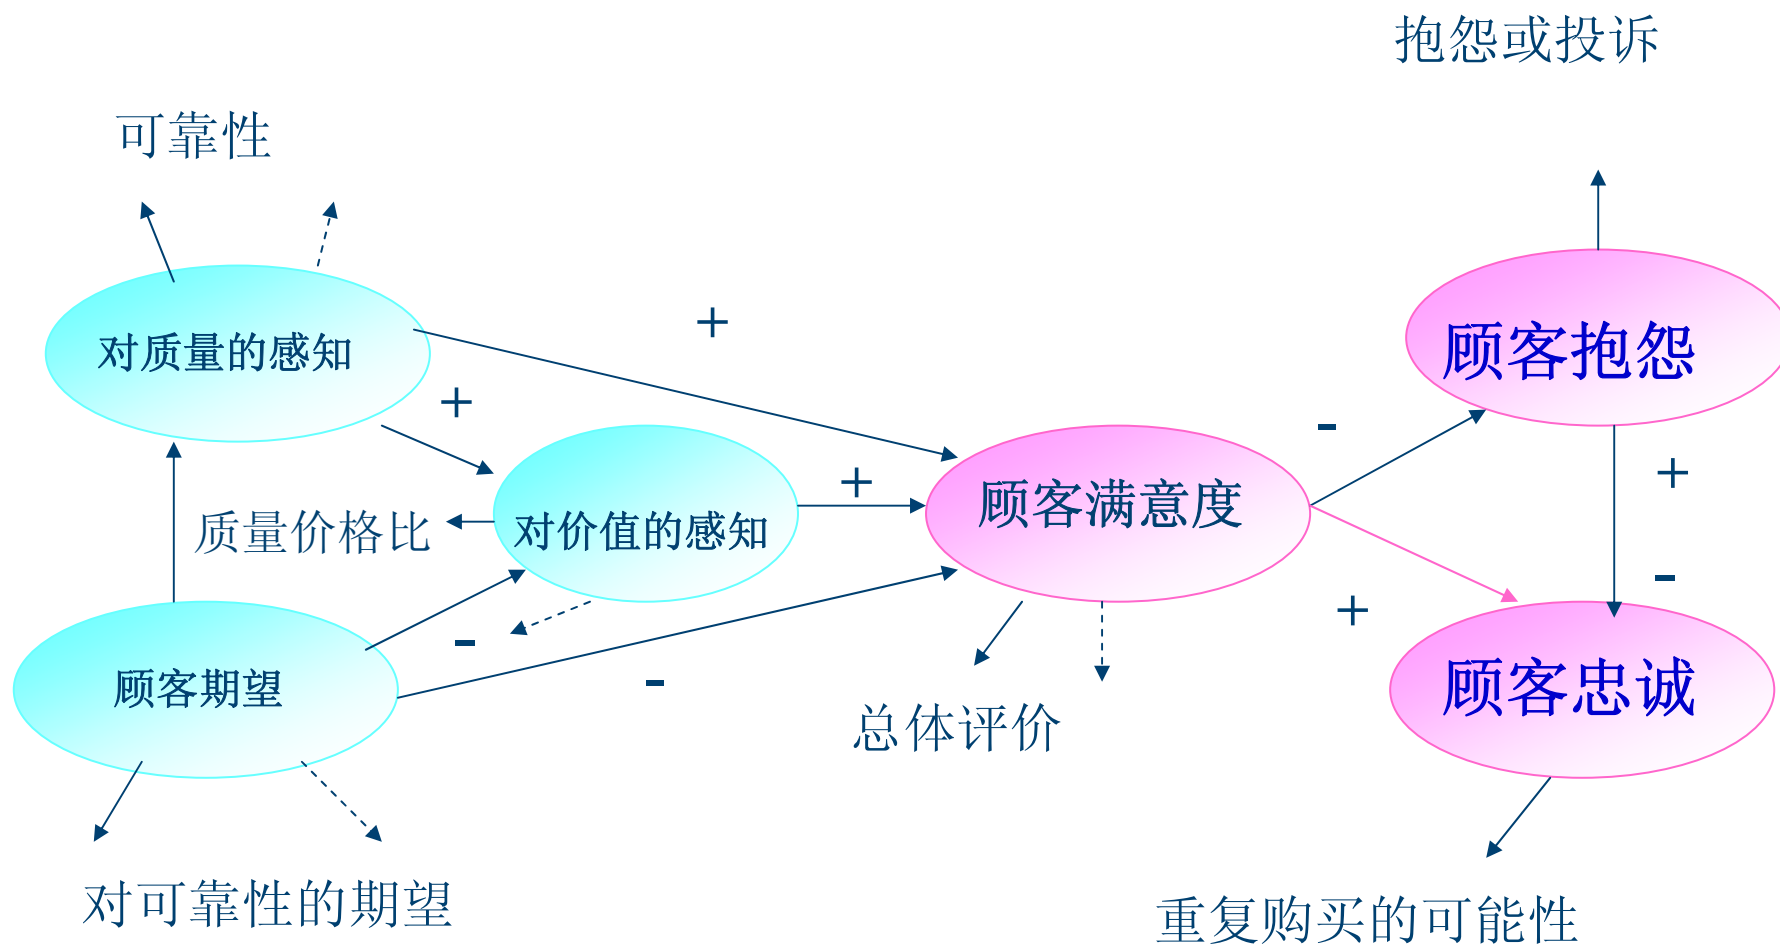 抱怨或投诉
可靠性
+
对质量的感知
顾客抱怨
+
-
+
+
质量价格比
对价值的感知
顾客满意度
-
-
-
+
顾客期望
顾客忠诚
总体评价
对可靠性的期望
重复购买的可能性